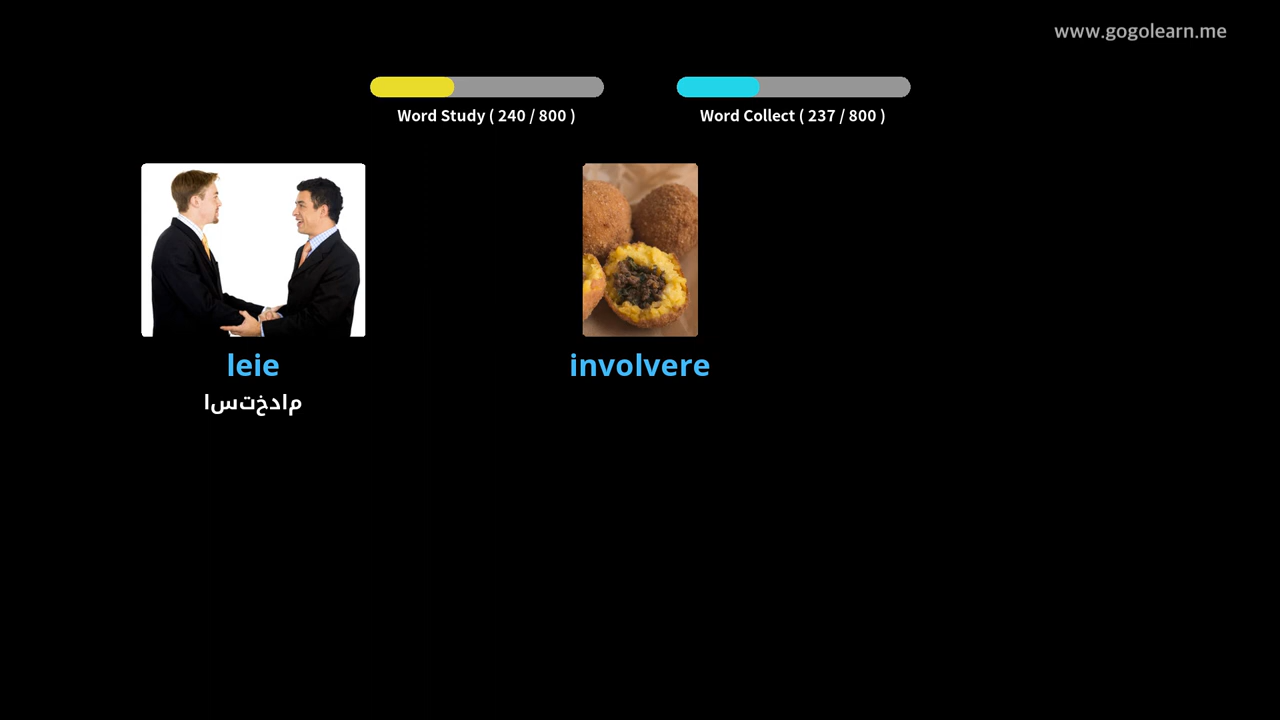 www.gogolearn.me
Word Study ( 240 / 800 )
Word Collect ( 237 / 800 )
leie
involvere
مادختسا